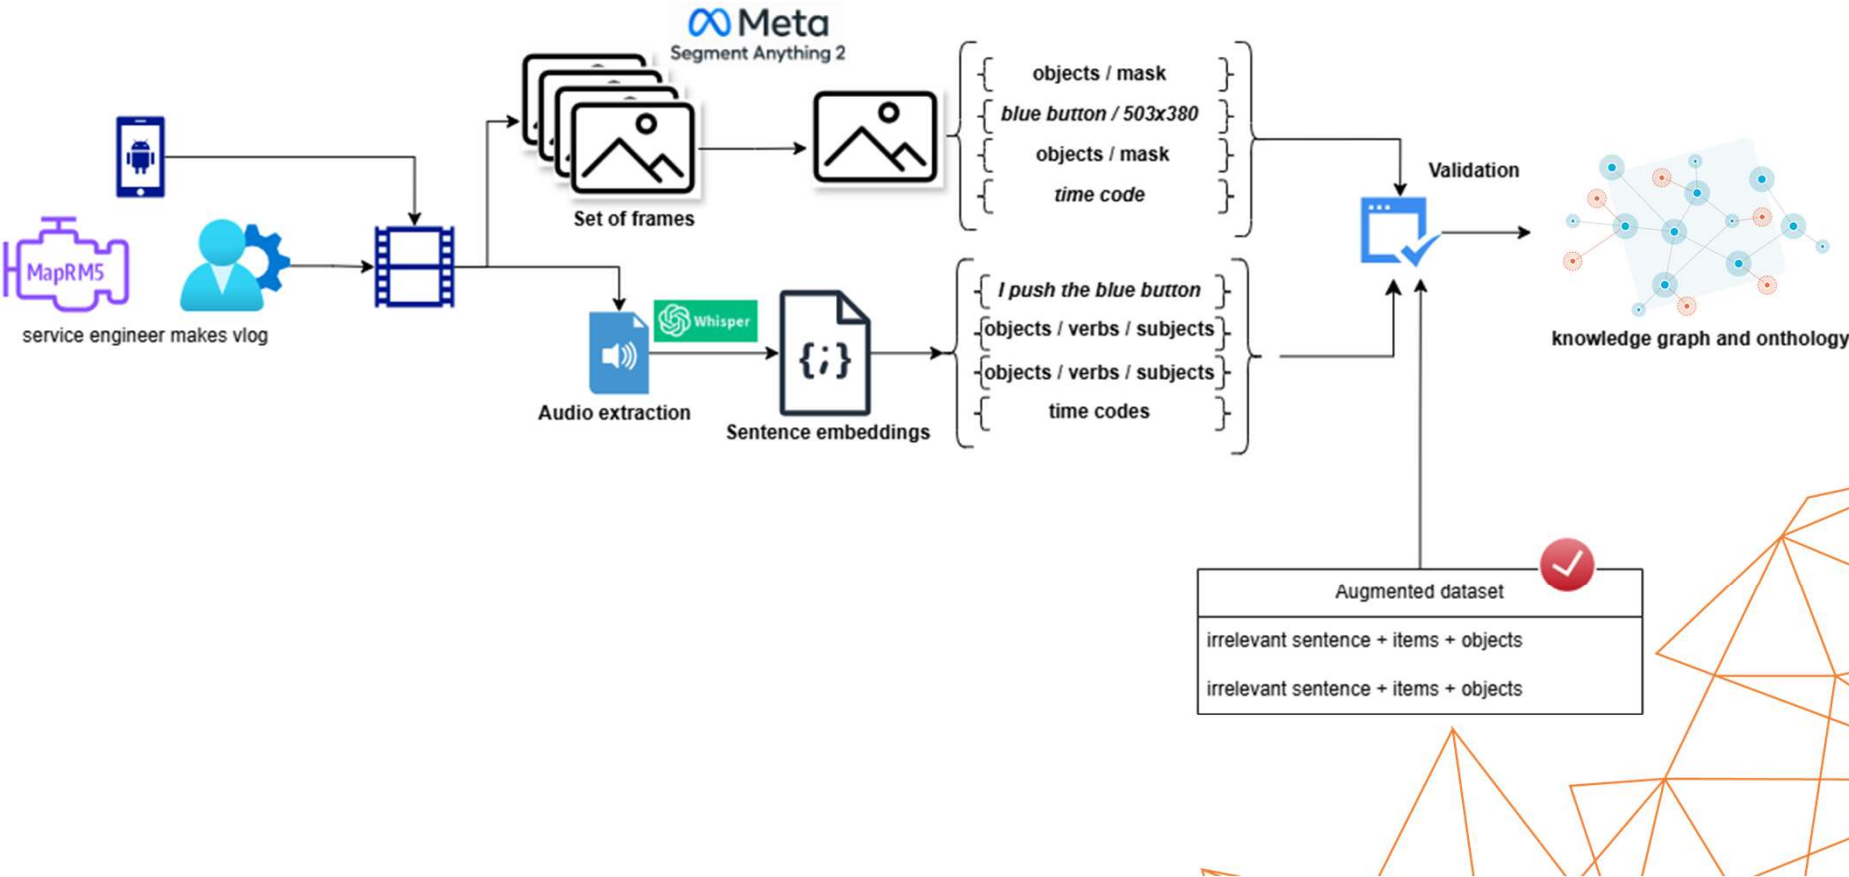 Meta
Segment Anything 2
objects / mask
blue button / 503x380
objects / mask
time code
Set of frames
Validation
MapRM5
service engineer makes vlog
Whisper
{;}
Audio extraction
Sentence embeddings
I push the blue button
objects / verbs / subjects
objects / verbs / subjects
time codes
knowledge graph and onthology
Augmented dataset
irrelevant sentence + items + objects
irrelevant sentence + items + objects